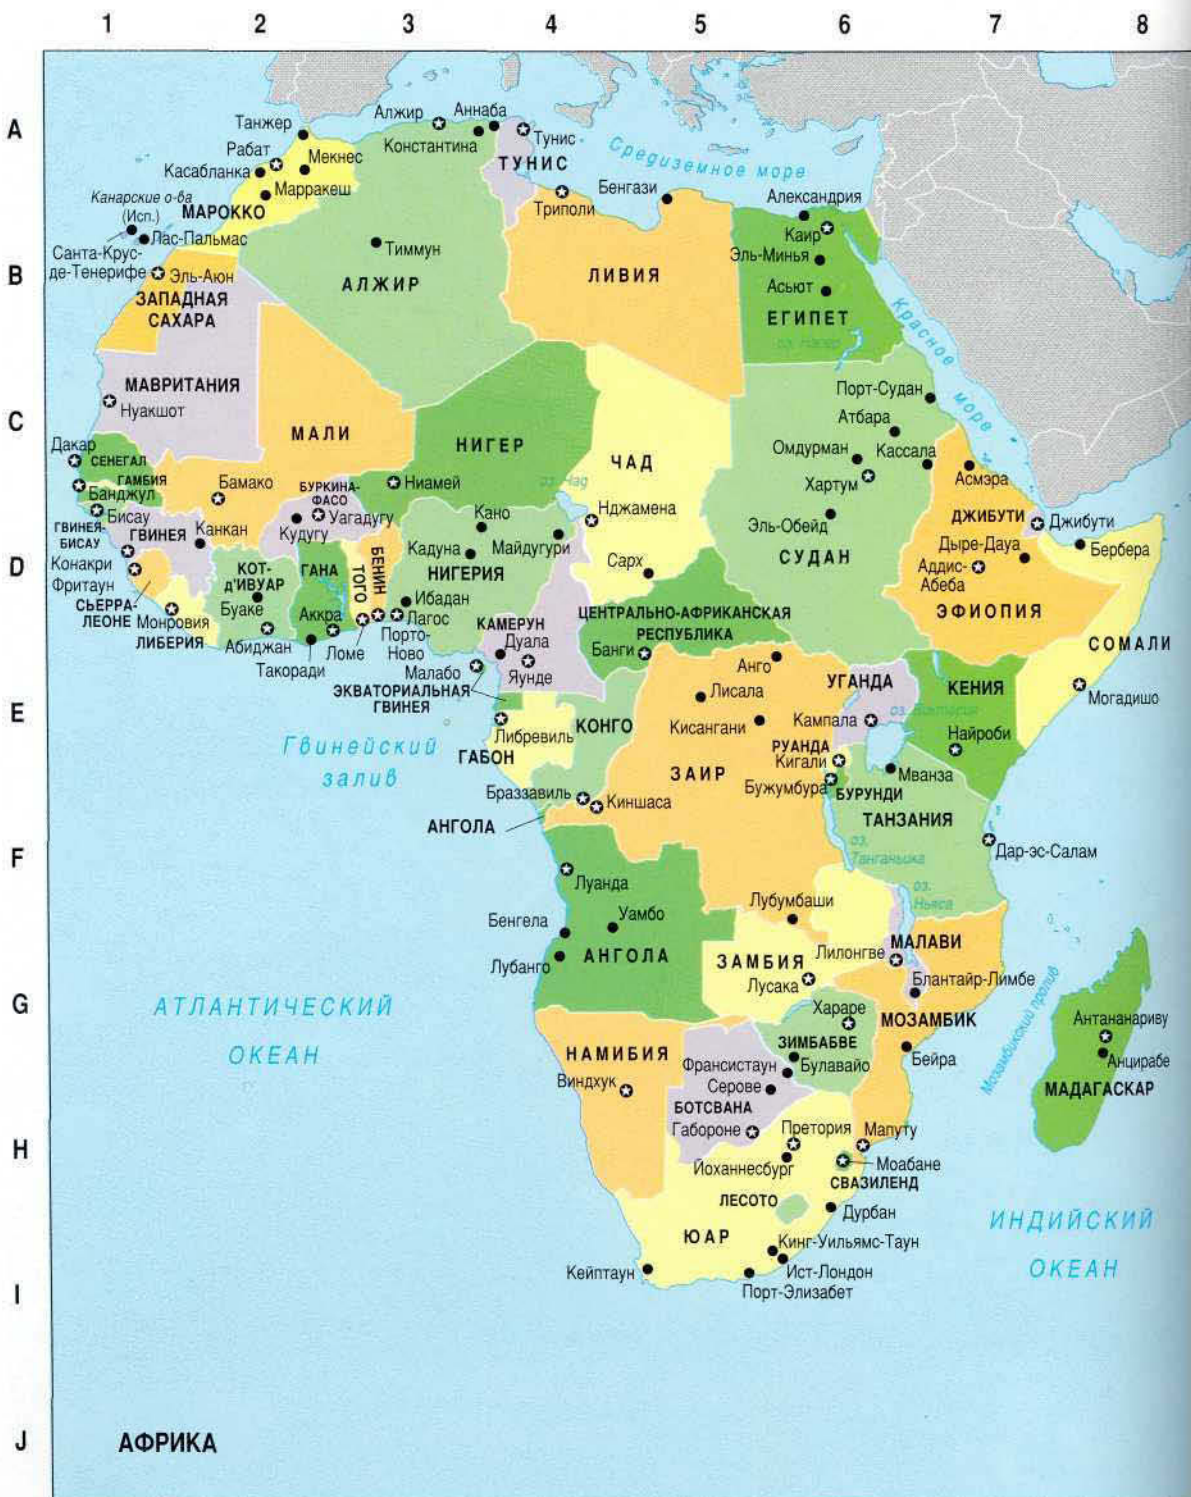 1 2 3 4 5 6 7 8
A
B
C
D
E
F
G
H
I
J
Танжер
Алжир
Аннаба
Константина
Тунис
ТУНИС
Средиземное море
Рабат
Мекнес
Касабланка
Марракеш
МАРОККО
Канарские о-ва
(Исп.)
Лас-Пальмас
Санта-Крус-
де-Тенерифе
Эль-Аюн
ЗАПАДНАЯ
САХАРА
Тиммун
АЛЖИР
Триполи
Бенгази
ЛИВИЯ
Александрия
Каир
Эль-Минья
Асьют
ЕГИПЕТ
оз. Насер
Красное море
МАВРИТАНИЯ
Нуакшот
МАЛИ
НИГЕР
ЧАД
оз. Чад
Порт-Судан
Атбара
Омдурман
Кассала
Хартум
Асмэра
Эль-Обейд
СУДАН
Дакар
СЕНЕГАЛ
ГАМБИЯ
Банджул
Бисау
ГВИНЕЯ-
БИСАУ
ГВИНЕЯ
Канкан
Конакри
Фритаун
СЬЕРРА-
ЛЕОНЕ
Монровия
ЛИБЕРИЯ
Бамако
БУРКИНА-
ФАСО
Уагадугу
Кудугу
Ниамей
КОТ-
Д'ИВУАР
Буаке
Абиджан
ГАНА
Аккра
Такоради
ТОГО
Ломе
БЕНИН
Порто-
Ново
Кано
Кадуна
Майдугури
НИГЕРИЯ
Ибадан
Лагос
Нджамена
Сарх
КАМЕРУН
Дуала
Яунде
Малабо
ЭКВАТОРИАЛЬНАЯ
ГВИНЕЯ
ЦЕНТРАЛЬНО-АФРИКАНСКАЯ
РЕСПУБЛИКА
Банги
ДЖИБУТИ
Джибути
Дыре-Дауа
Аддис-
Абеба
Бербера
ЭФИОПИЯ
СОМАЛИ
Могадишо
Гвинейский
залив
Либревиль
ГАБОН
КОНГО
Браззавиль
Киншаса
АНГОЛА
Анго
Лисала
Кисангани
ЗАИР
УГАНДА
Кампала
КЕНИЯ
оз. Виктория
Найроби
РУАНДА
Кигали
Бужумбура
БУРУНДИ
Мванза
ТАНЗАНИЯ
оз.
Танганьика
Дар-эс-Салам
оз.
Ньяса
Луанда
Бенгела
Уамбо
Лубанго
АНГОЛА
Лубумбаши
ЗАМБИЯ
Лусака
МАЛАВИ
Лилонгве
Блантайр-Лимбе
Хараре
ЗИМБАБВЕ
Булавайо
МОЗАМБИК
Бейра
Мозамбикский пролив
Антананариву
Анцирабе
МАДАГАСКАР
АТЛАНТИЧЕСКИЙ
ОКЕАН
НАМИБИЯ
Виндхук
Франсистаун
Серове
БОТСВАНА
Габороне
Претория
Йоханнесбург
Мапуту
Моабане
СВАЗИЛЕНД
ЛЕСОТО
Дурбан
ЮАР
Кинг-Уильямс-Таун
Ист-Лондон
Порт-Элизабет
Кейптаун
ИНДИЙСКИЙ
ОКЕАН
АФРИКА